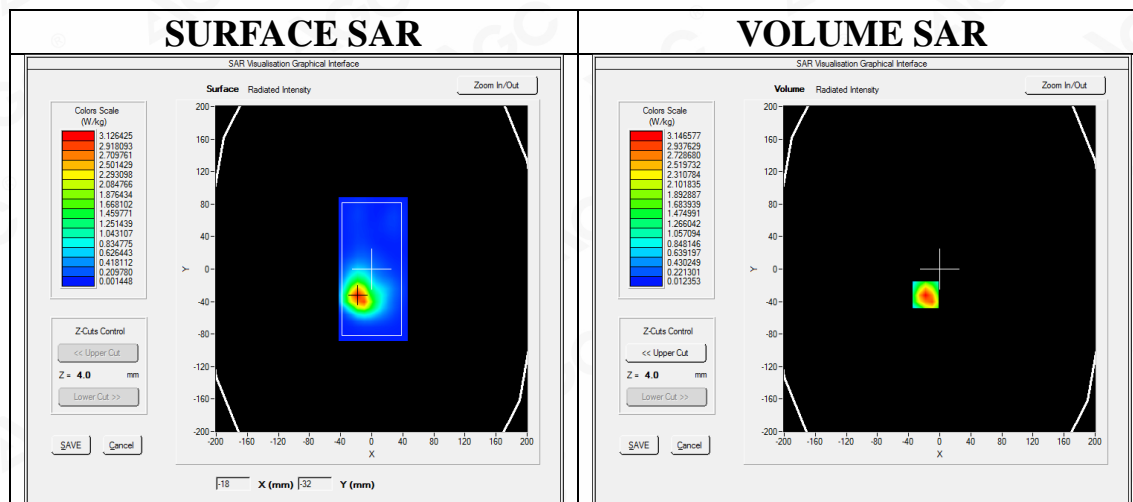 SURFACE SAR
SAR Visualisation Graphical Interface
Surface Radiated Intensity
Zoom In/Out
Colors Scale
(W/kg)
3.126425
2.918093
2.709761
2.501429
2.293098
2.084766
1.876434
1.668102
1.459771
1.251439
1.043107
0.834775
0.626443
0.418112
0.209780
0.001448
Z-Cuts Control
<< Upper Cut
Z = 4.0 mm
Lower Cut >>
SAVE Cancel
200
160
120
80
40
0
-40
-80
-120
-160
-200
Y
-200 -160 -120 -80 -40 0 40 80 120 160 200
X
-18 X (mm) -32 Y (mm)
VOLUME SAR
SAR Visualisation Graphical Interface
Volume Radiated Intensity
Zoom In/Out
Colors Scale
(W/kg)
3.146577
2.937629
2.728680
2.519732
2.310784
2.101835
1.892887
1.683939
1.474991
1.266042
1.057094
0.848146
0.639197
0.430249
0.221301
0.012353
Z-Cuts Control
<< Upper Cut
Z = 4.0 mm
Lower Cut >>
SAVE Cancel
200
160
120
80
40
0
-40
-80
-120
-160
-200
Y
-200 -160 -120 -80 -40 0 40 80 120 160 200
X